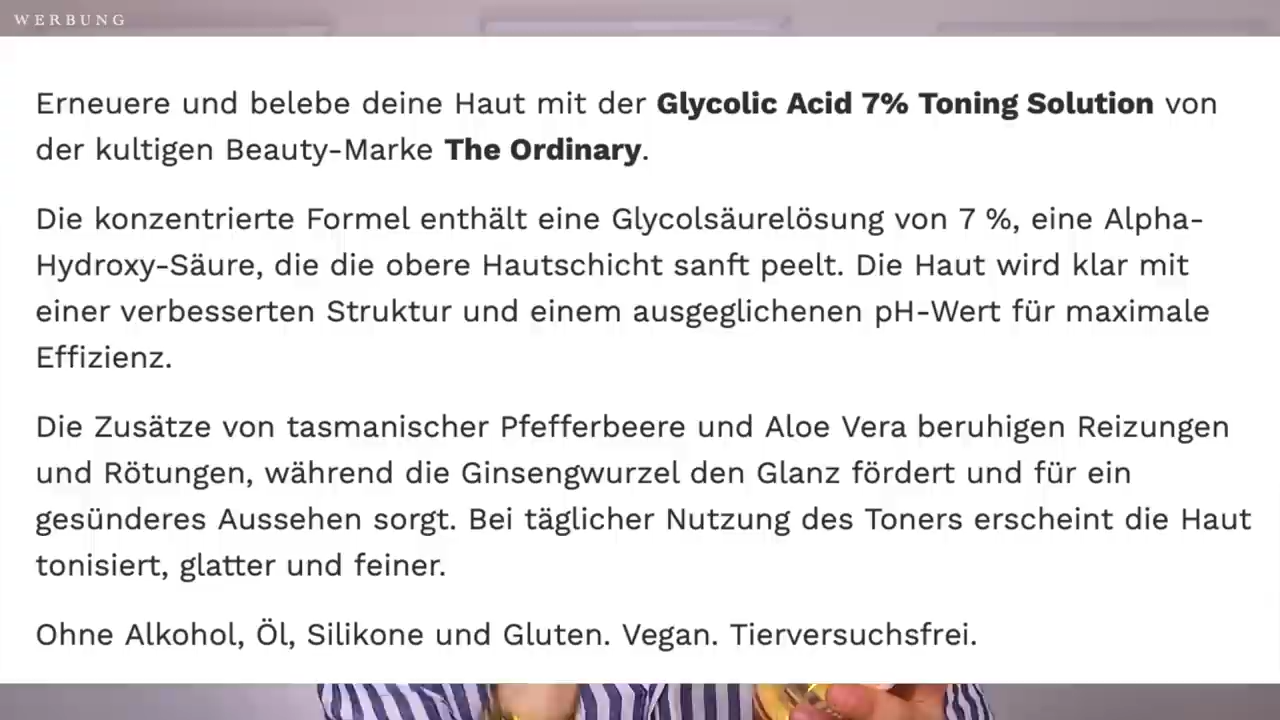 WERBUNG
Erneuere und belebe deine Haut mit der Glycolic Acid 7% Toning Solution von
der kultigen Beauty-Marke The Ordinary.
Die konzentrierte Formel enthält eine Glycolsäurelösung von 7 %, eine Alpha-
Hydroxy-Säure, die die obere Hautschicht sanft peelt. Die Haut wird klar mit
einer verbesserten Struktur und einem ausgeglichenen pH-Wert für maximale
Effizienz.
Die Zusätze von tasmanischer Pfefferbeere und Aloe Vera beruhigen Reizungen
und Rötungen, während die Ginsengwurzel den Glanz fördert und für ein
gesünderes Aussehen sorgt. Bei täglicher Nutzung des Toners erscheint die Haut
tonisiert, glatter und feiner.
Ohne Alkohol, Öl, Silikone und Gluten. Vegan. Tierversuchsfrei.